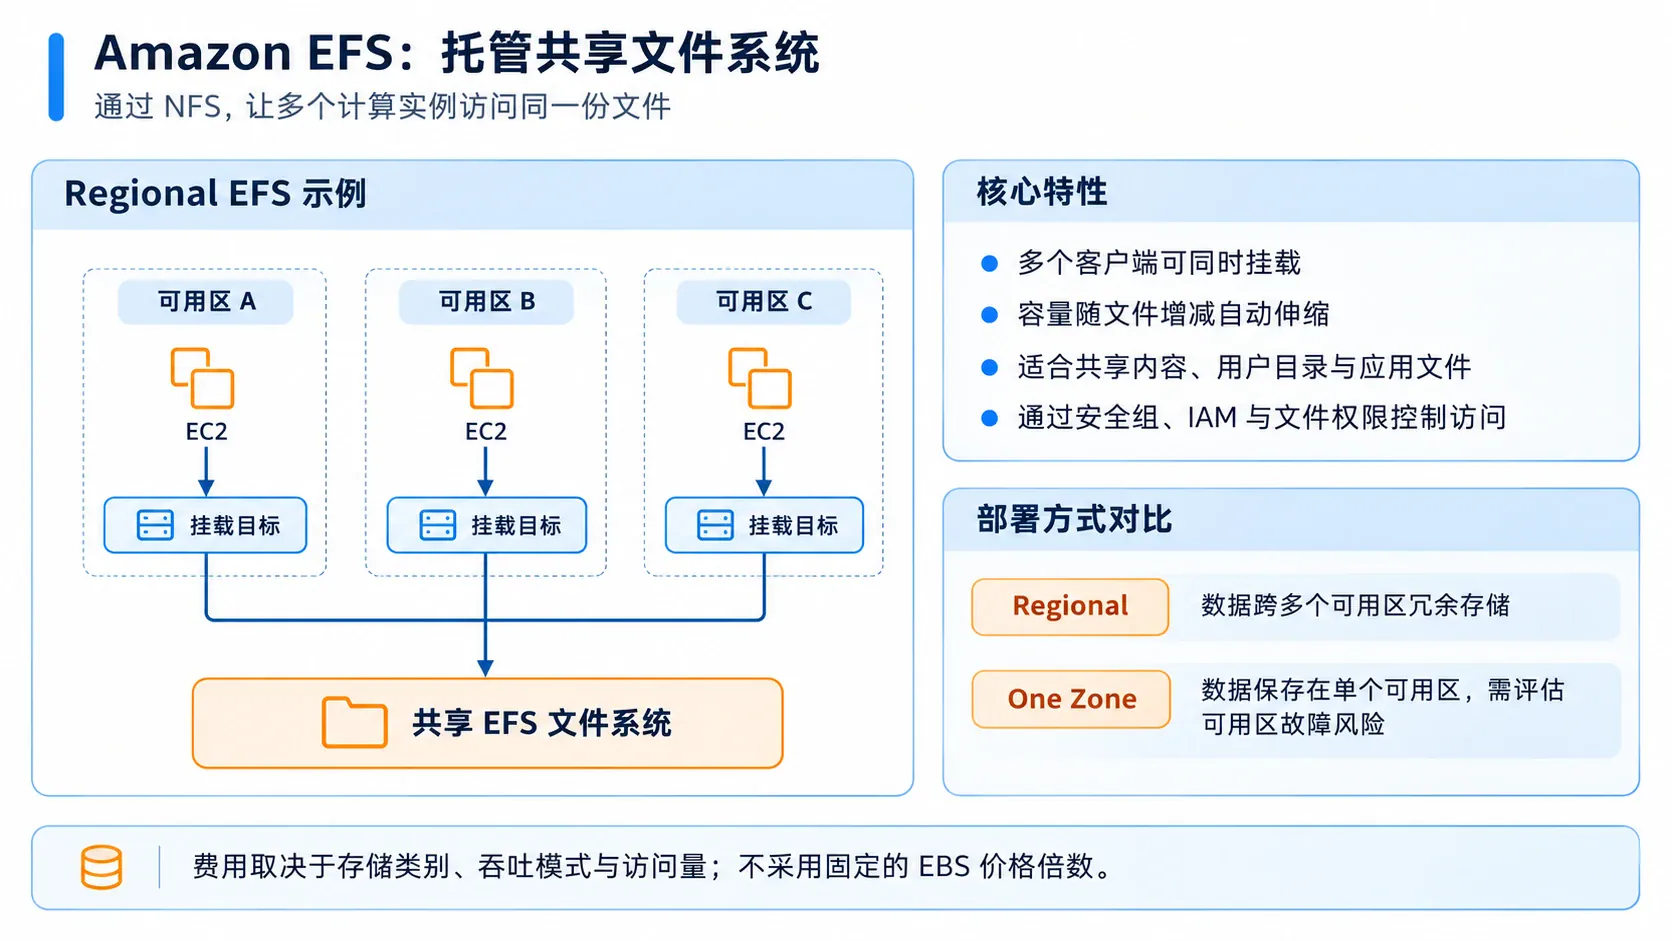 Amazon EFS：托管共享文件系统
通过 NFS，让多个计算实例访问同一份文件
Regional EFS 示例
可用区 A
可用区 B
可用区 C
EC2
EC2
EC2
挂载目标
挂载目标
挂载目标
共享 EFS 文件系统
核心特性
多个客户端可同时挂载
容量随文件增减自动伸缩
适合共享内容、用户目录与应用文件
通过安全组、IAM 与文件权限控制访问
部署方式对比
Regional
数据跨多个可用区冗余存储
One Zone
数据保存在单个可用区，需评估
可用区故障风险
费用取决于存储类别、吞吐模式与访问量；不采用固定的 EBS 价格倍数。